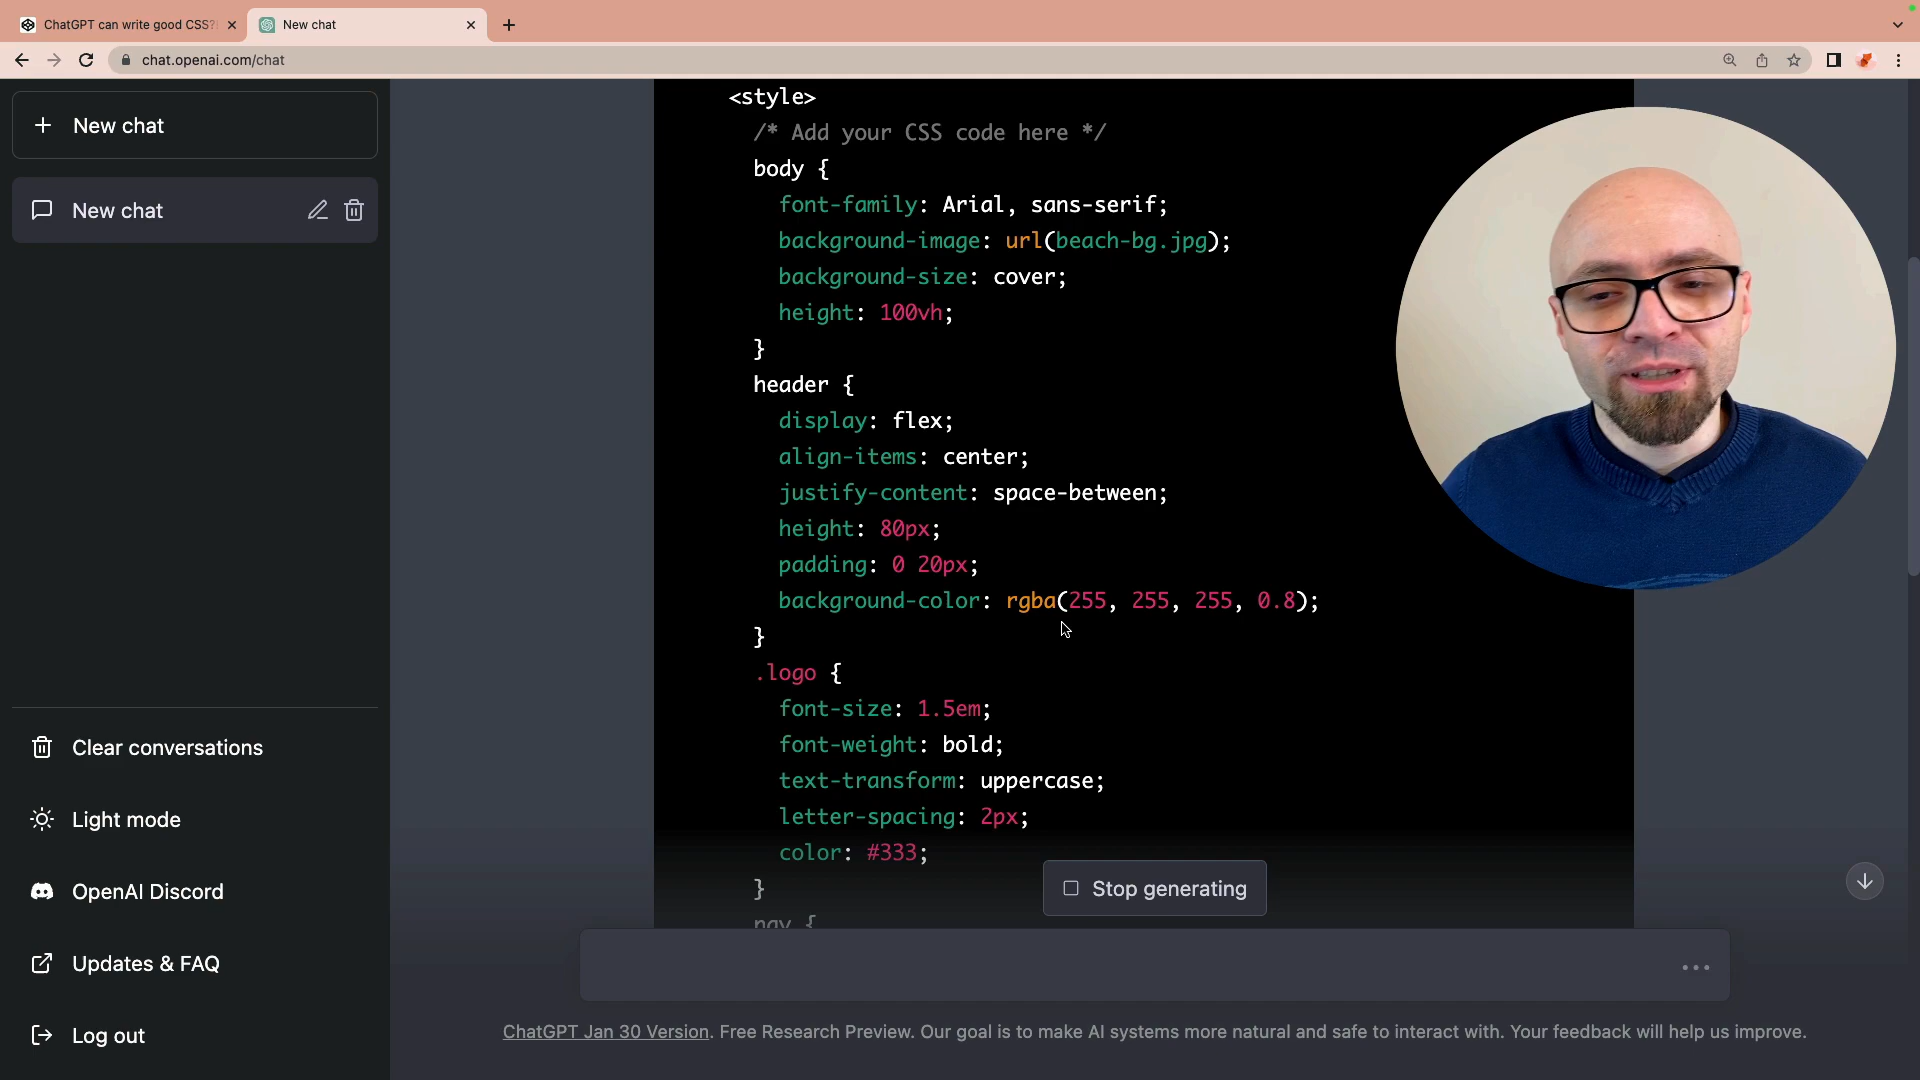 ChatGPT can write good CSS?
New chat
chat.openai.com/chat
New chat
New chat
Clear conversations
Light mode
OpenAI Discord
Updates & FAQ
Log out
<style>
/* Add your CSS code here */
body {
font-family: Arial, sans-serif;
background-image: url(beach-bg.jpg);
background-size: cover;
height: 100vh;
}
header {
display: flex;
align-items: center;
justify-content: space-between;
height: 80px;
padding: 0 20px;
background-color: rgba(255, 255, 255, 0.8);
}
.logo {
font-size: 1.5em;
font-weight: bold;
text-transform: uppercase;
letter-spacing: 2px;
color: #333;
}
nav {
Stop generating
ChatGPT Jan 30 Version. Free Research Preview. Our goal is to make AI systems more natural and safe to interact with. Your feedback will help us improve.